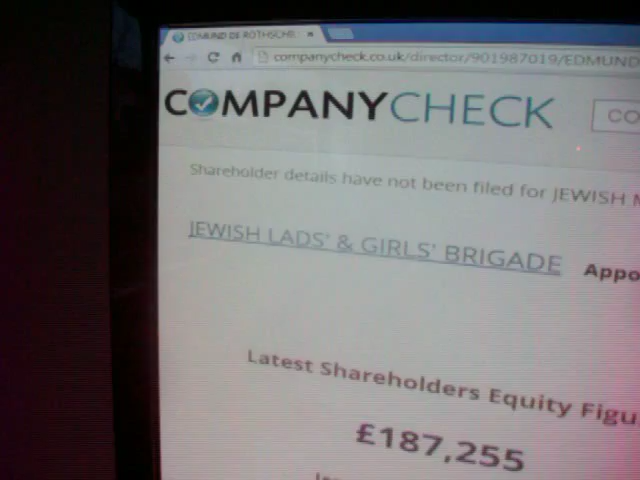 EDMUND DE ROTHSCHI
companycheck.co.uk/director/901987019/EDMUND
COMPANYCHECK
CO
Shareholder details have not been filed for JEWISH M
JEWISH LADS' & GIRLS' BRIGADE Appo
Latest Shareholders Equity Figu
£187,255